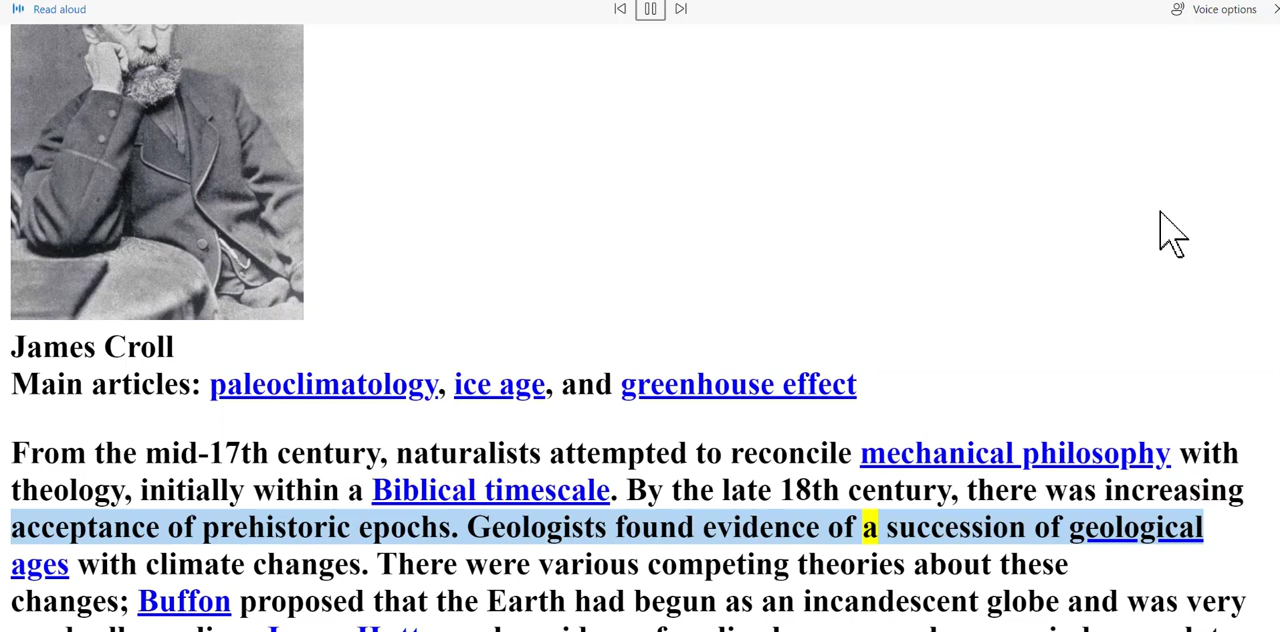 Read aloud
Voice options
James Croll
Main articles: paleoclimatology, ice age, and greenhouse effect
From the mid-17th century, naturalists attempted to reconcile mechanical philosophy with
theology, initially within a Biblical timescale. By the late 18th century, there was increasing
acceptance of prehistoric epochs. Geologists found evidence of a succession of geological
ages with climate changes. There were various competing theories about these
changes; Buffon proposed that the Earth had begun as an incandescent globe and was very